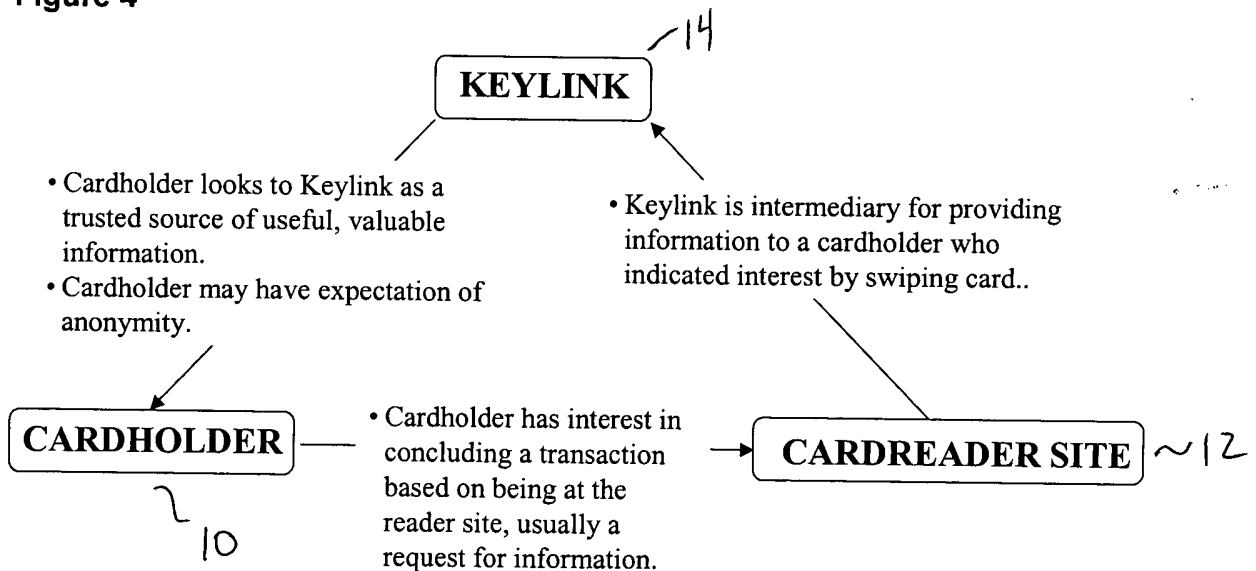 Figure 4
14
KEYLINK
• Cardholder looks to Keylink as a
trusted source of useful, valuable
information.
• Cardholder may have expectation of
anonymity.
• Keylink is intermediary for providing
information to a cardholder who
indicated interest by swiping card..
CARDHOLDER
10
• Cardholder has interest in
concluding a transaction
based on being at the
reader site, usually a
request for information.
CARDREADER SITE
12